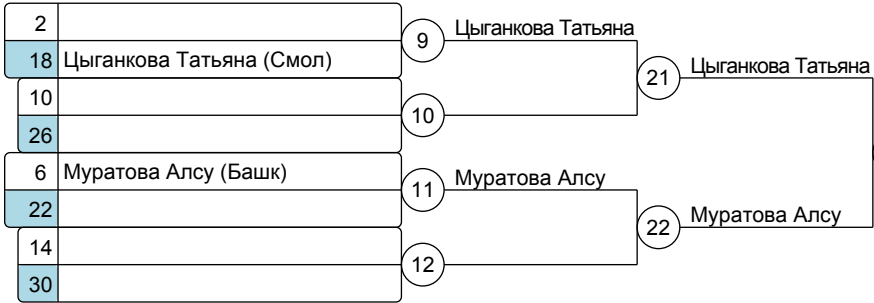 2
9 Цыганкова Татьяна
18 Цыганкова Татьяна (Смол)
21 Цыганкова Татьяна
10
10
26
6 Муратова Алсу (Башк)
11 Муратова Алсу
22
22 Муратова Алсу
14
12
30